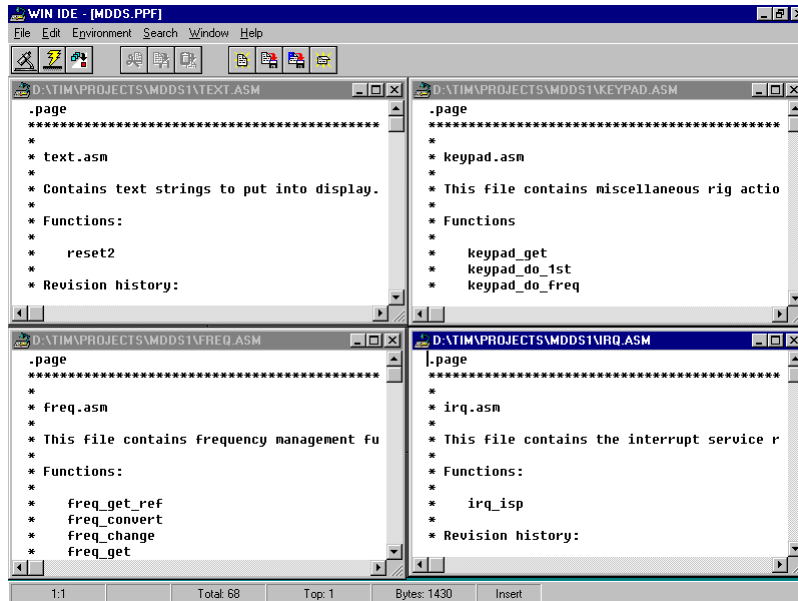 WIN IDE - [MDDS.PPF]
File Edit Environment Search Window Help
D:\TIM\PROJECTS\MDDS1\TEXT.ASM
.page
********************************************
*
* text.asm
*
* Contains text strings to put into display.
*
* Functions:
*
* reset2
*
* Revision history:
D:\TIM\PROJECTS\MDDS1\KEYPAD.ASM
.page
********************************************
*
* keypad.asm
*
* This file contains miscellaneous rig actio
*
* Functions
*
* keypad_get
* keypad_do_1st
* keypad_do_freq
D:\TIM\PROJECTS\MDDS1\FREQ.ASM
.page
********************************************
*
* freq.asm
*
* This file contains frequency management fu
*
* Functions:
*
* freq_get_ref
* freq_convert
* freq_change
* freq_get
D:\TIM\PROJECTS\MDDS1\IRQ.ASM
.page
********************************************
*
* irq.asm
*
* This file contains the interrupt service r
*
* Functions:
*
* irq_isp
*
* Revision history:
1:1 Total: 68 Top: 1 Bytes: 1430 Insert